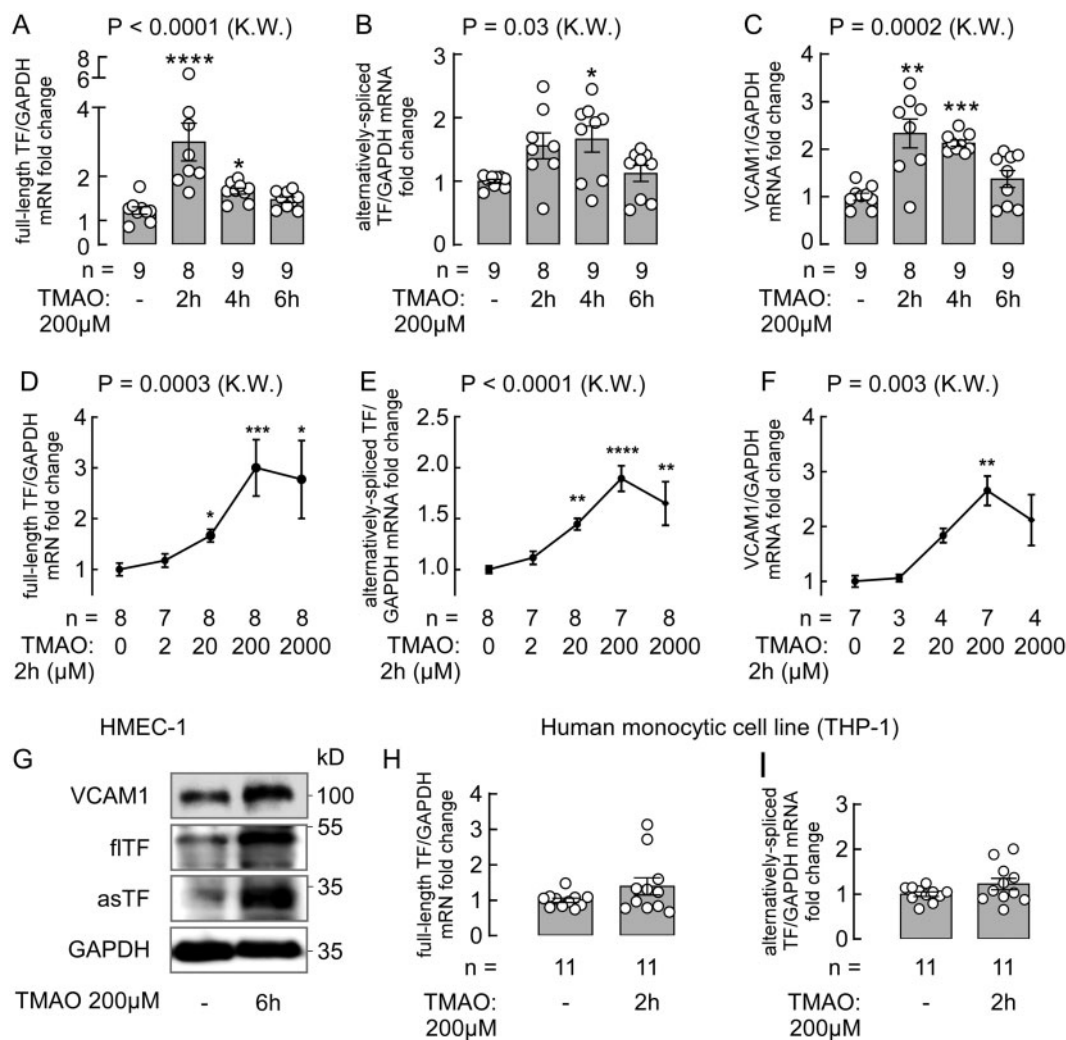 A P < 0.0001 (K.W.)
full-length TF/GAPDH
mRN fold change
8
6
4
2
1
0
****
*
n = 9 8 9 9
TMAO: - 2h 4h 6h
200µM
B P = 0.03 (K.W.)
alternatively-spliced
TF/GAPDH mRNA
fold change
3
2
1
0
*
n = 9 8 9 9
TMAO: - 2h 4h 6h
200µM
C P = 0.0002 (K.W.)
VCAM1/GAPDH
mRNA fold change
4
3
2
1
0
**
***
n = 9 8 9 9
TMAO: - 2h 4h 6h
200µM
D P = 0.0003 (K.W.)
full-length TF/GAPDH
mRN fold change
4
3
2
1
*
***
*
n = 8 7 8 8 8
TMAO: 0 2 20 200 2000
2h (µM)
E P < 0.0001 (K.W.)
alternatively-spliced TF/
GAPDH mRNA fold change
2.5
2.0
1.5
1.0
**
****
**
n = 8 7 8 7 8
TMAO: 0 2 20 200 2000
2h (µM)
F P = 0.003 (K.W.)
VCAM1/GAPDH
mRNA fold change
4
3
2
1
**
n = 7 3 4 7 4
TMAO: 0 2 20 200 2000
2h (µM)
HMEC-1
G kD
VCAM1 100
55
flTF
asTF 35
GAPDH 35
TMAO 200µM - 6h
Human monocytic cell line (THP-1)
H
full-length TF/GAPDH
mRN fold change
4
3
2
1
0
n = 11 11
TMAO: - 2h
200µM
I
alternatively-spliced
TF/GAPDH mRNA
fold change
3
2
1
0
n = 11 11
TMAO: - 2h
200µM